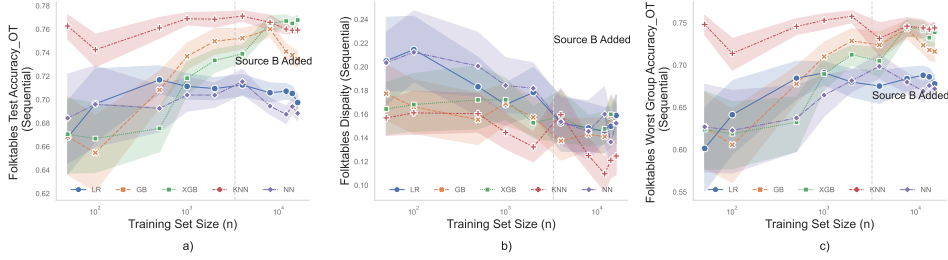 Folktables Test Accuracy_OT
(Sequential)
0.78
0.76
0.74
0.72
0.70
0.68
0.66
0.64
0.62
Source B Added
LR
GB
XGB
KNN
NN
10²
10³
10⁴
Training Set Size (n)
a)
Folktables Dispalty (Sequential)
0.24
0.22
0.20
0.18
0.16
0.14
0.12
0.10
Source B Added
LR
GB
XGB
KNN
NN
10²
10³
10⁴
Training Set Size (n)
b)
Folktables Worst Group Accuracy_OT
(Sequential)
0.75
0.70
0.65
0.60
0.55
Source B Added
LR
GB
XGB
KNN
NN
10²
10³
10⁴
Training Set Size (n)
c)